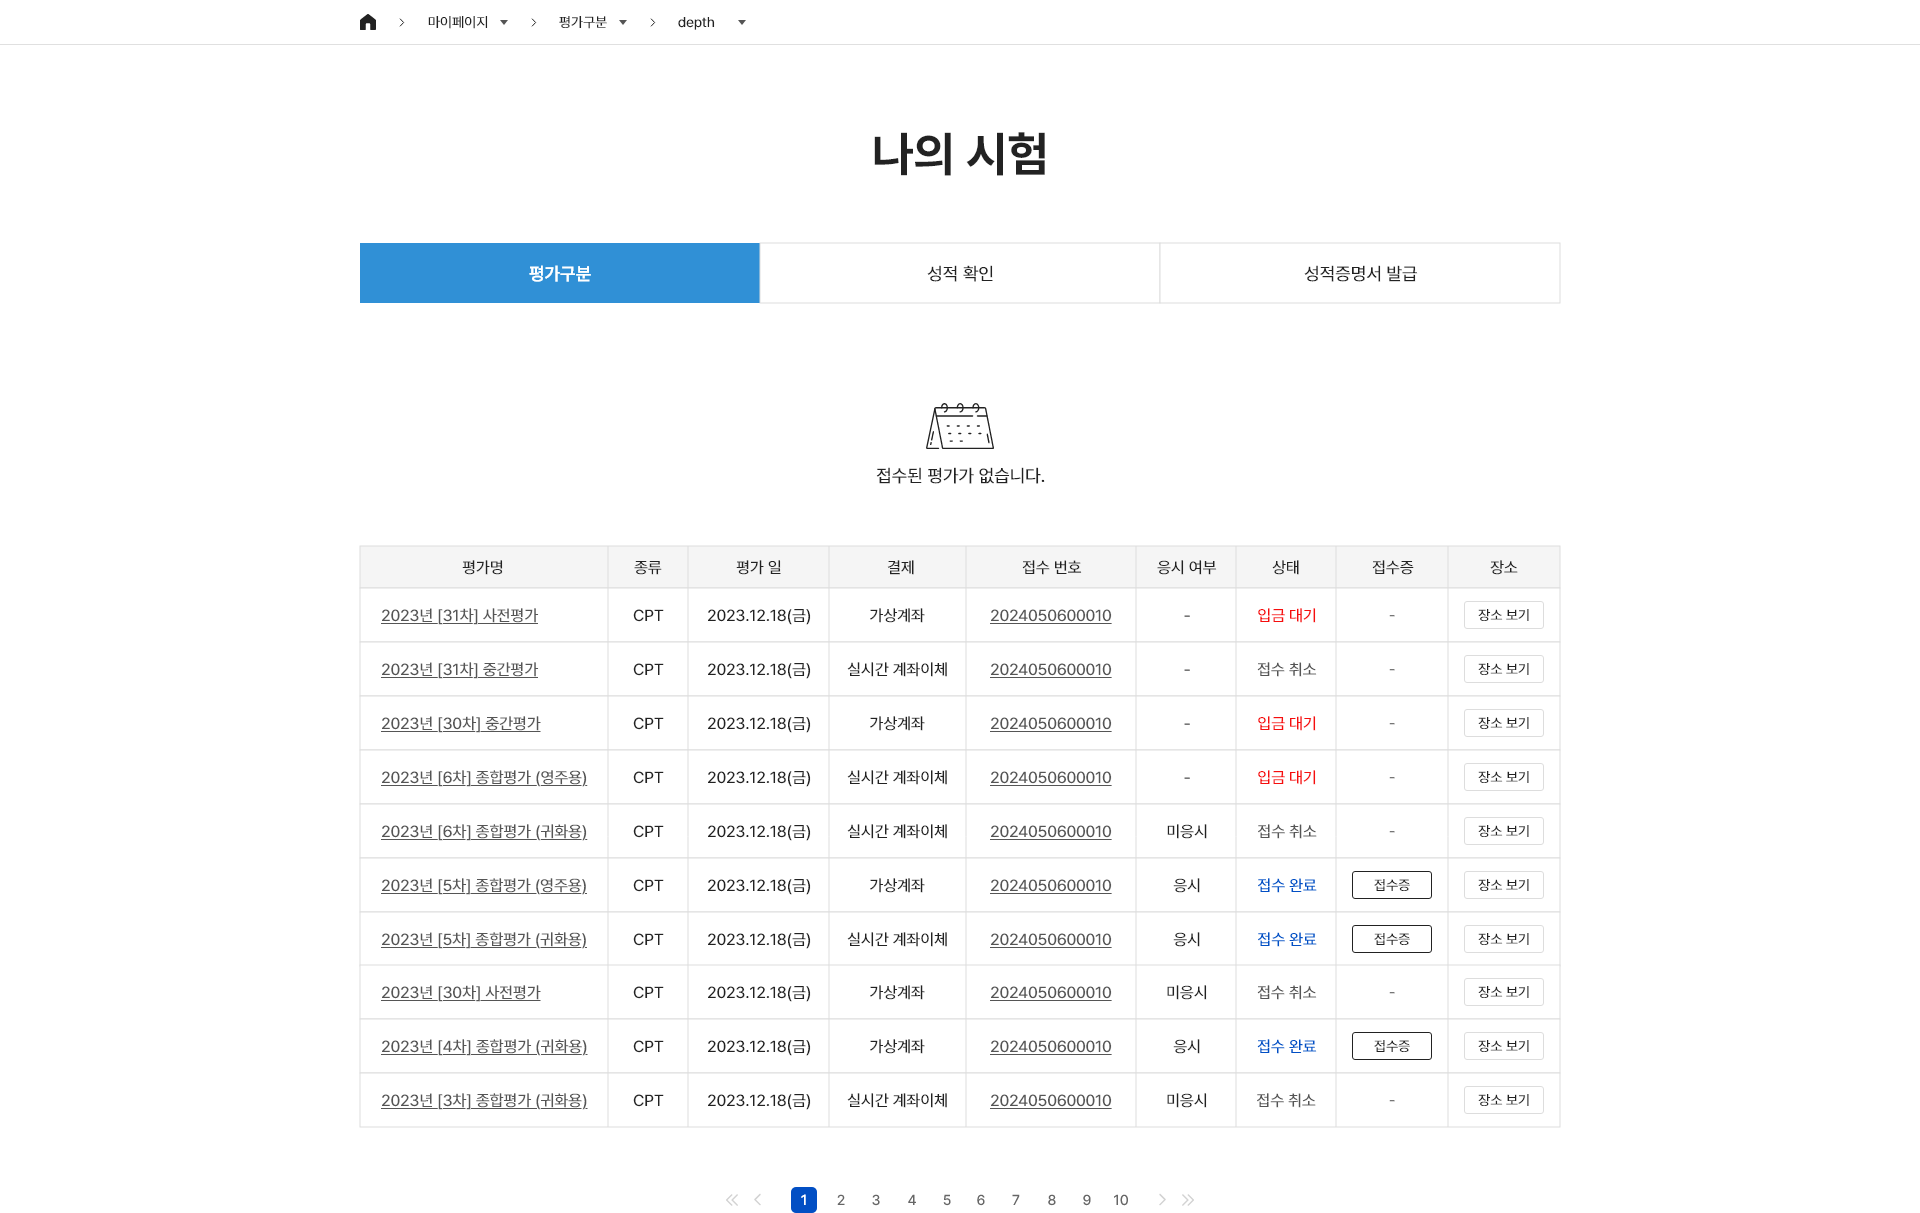 마이페이지 평가구분 depth
나의 시험
평가구분 성적 확인 성적증명서 발급
접수된 평가가 없습니다.
평가명 종류 평가 일 결제 접수 번호 응시 여부 상태 접수증 장소
2023년 [31차] 사전평가 CPT 2023.12.18(금) 가상계좌 2024050600010 - 입금 대기 - 장소 보기
2023년 [31차] 중간평가 CPT 2023.12.18(금) 실시간 계좌이체 2024050600010 - 접수 취소 - 장소 보기
2023년 [30차] 중간평가 CPT 2023.12.18(금) 가상계좌 2024050600010 - 입금 대기 - 장소 보기
2023년 [6차] 종합평가 (영주용) CPT 2023.12.18(금) 실시간 계좌이체 2024050600010 - 입금 대기 - 장소 보기
2023년 [6차] 종합평가 (귀화용) CPT 2023.12.18(금) 실시간 계좌이체 2024050600010 미응시 접수 취소 - 장소 보기
2023년 [5차] 종합평가 (영주용) CPT 2023.12.18(금) 가상계좌 2024050600010 응시 접수 완료 접수증 장소 보기
2023년 [5차] 종합평가 (귀화용) CPT 2023.12.18(금) 실시간 계좌이체 2024050600010 응시 접수 완료 접수증 장소 보기
2023년 [30차] 사전평가 CPT 2023.12.18(금) 가상계좌 2024050600010 미응시 접수 취소 - 장소 보기
2023년 [4차] 종합평가 (귀화용) CPT 2023.12.18(금) 가상계좌 2024050600010 응시 접수 완료 접수증 장소 보기
2023년 [3차] 종합평가 (귀화용) CPT 2023.12.18(금) 실시간 계좌이체 2024050600010 미응시 접수 취소 - 장소 보기
1 2 3 4 5 6 7 8 9 10